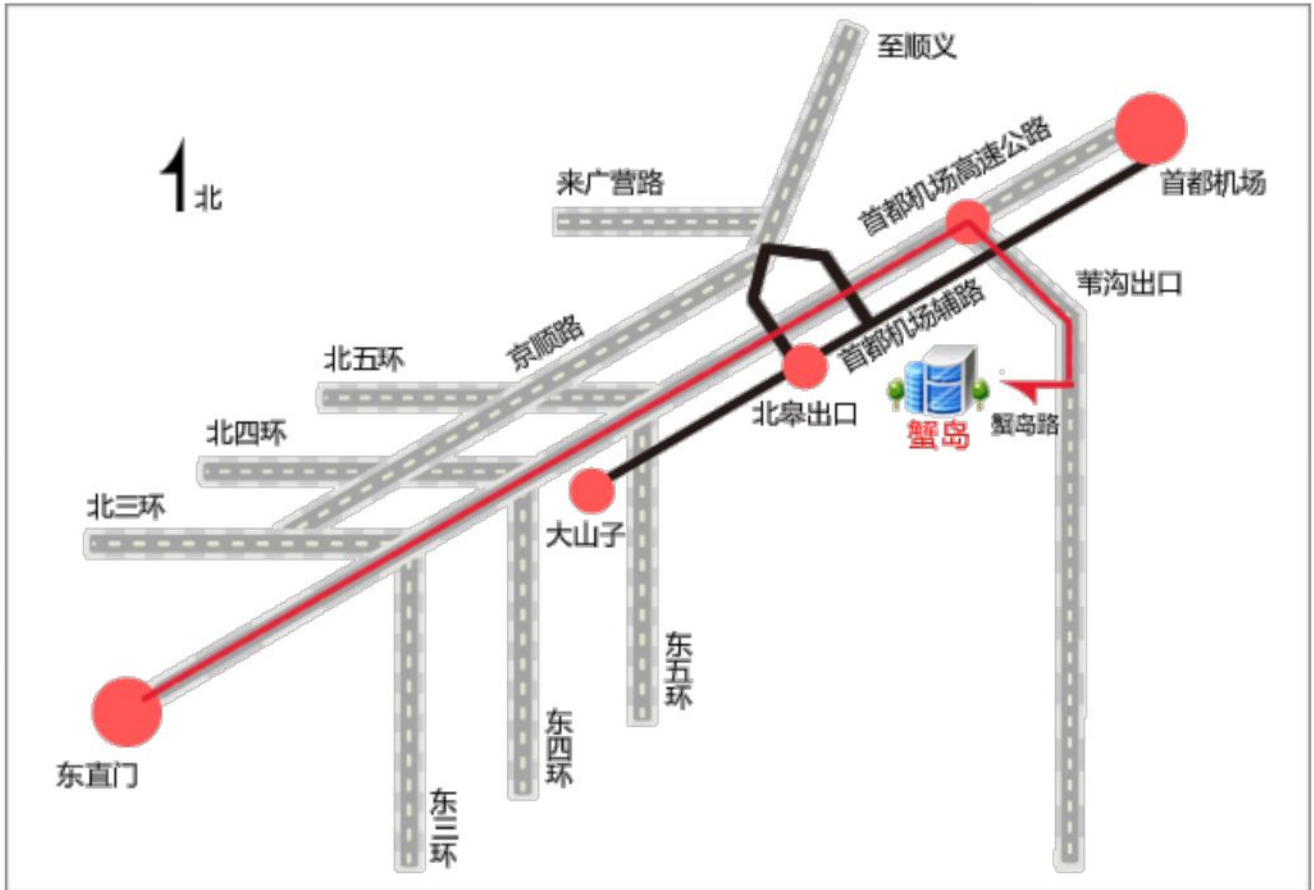 至顺义
北
来广营路
首都机场高速公路
首都机场
苇沟出口
首都机场辅路
京顺路
北五环
北皋出口
蟹岛
蟹岛路
北四环
北三环
大山子
东五环
东四环
东三环
东直门